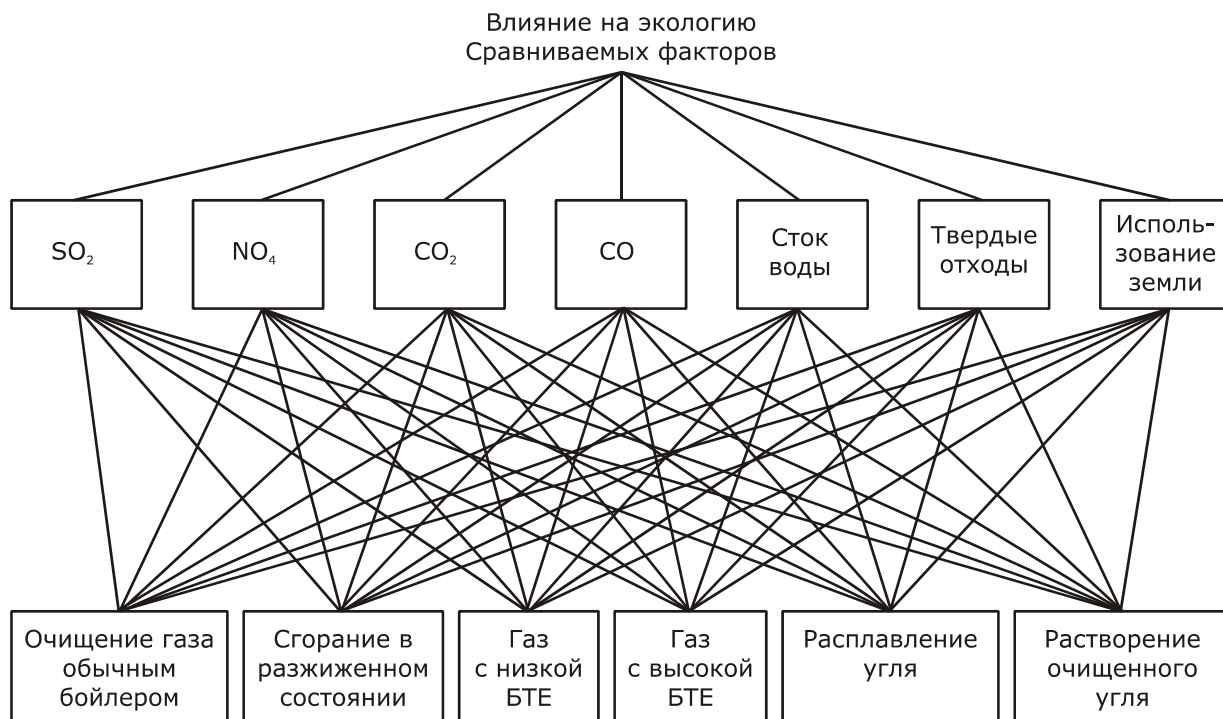 Влияние на экологию
Сравниваемых факторов
SO₂
NO₄
CO₂
CO
Сток
воды
Твердые
отходы
Исполь-
зование
земли
Очищение газа
обычным
бойлером
Сгорание в
разжиженном
состоянии
Газ
с низкой
БТЕ
Газ
с высокой
БТЕ
Расплавление
угля
Растворение
очищенного
угля